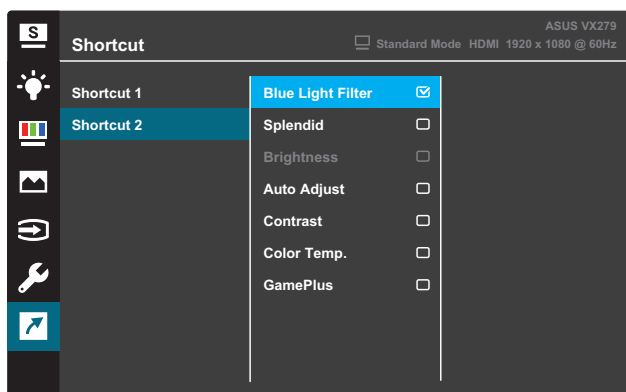 S
ASUS VX279
Shortcut
Standard Mode HDMI 1920 x 1080 @ 60Hz
Shortcut 1
Shortcut 2
Blue Light Filter
Splendid
Brightness
Auto Adjust
Contrast
Color Temp.
GamePlus